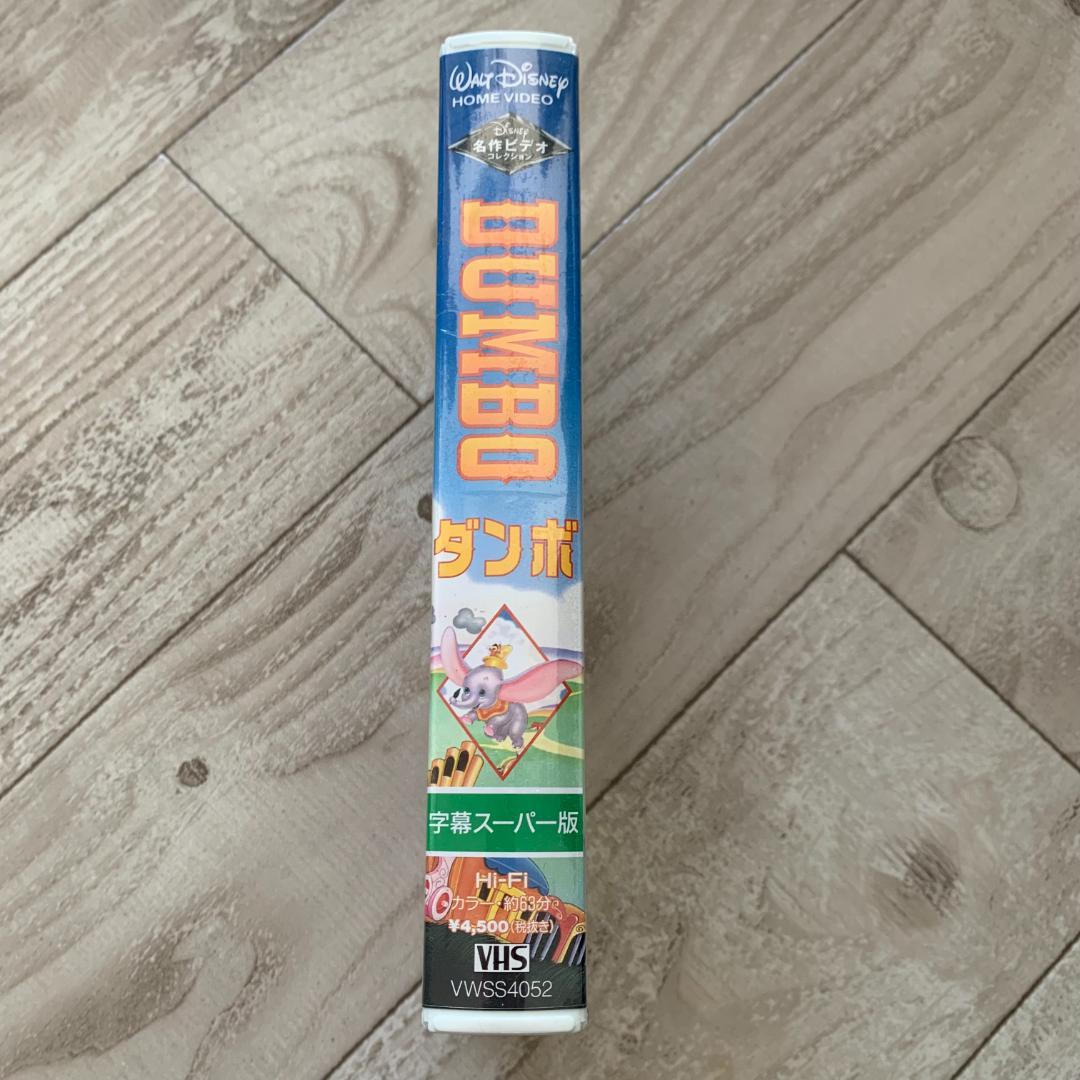 WALT DISNEY
HOME VIDEO
DISNEY
名作ビデオ
コレクション
DUMBO
ダンボ
字幕スーパー版
Hi-Fi
カラー・約63分
¥4,500(税抜き)
VHS
VWSS4052